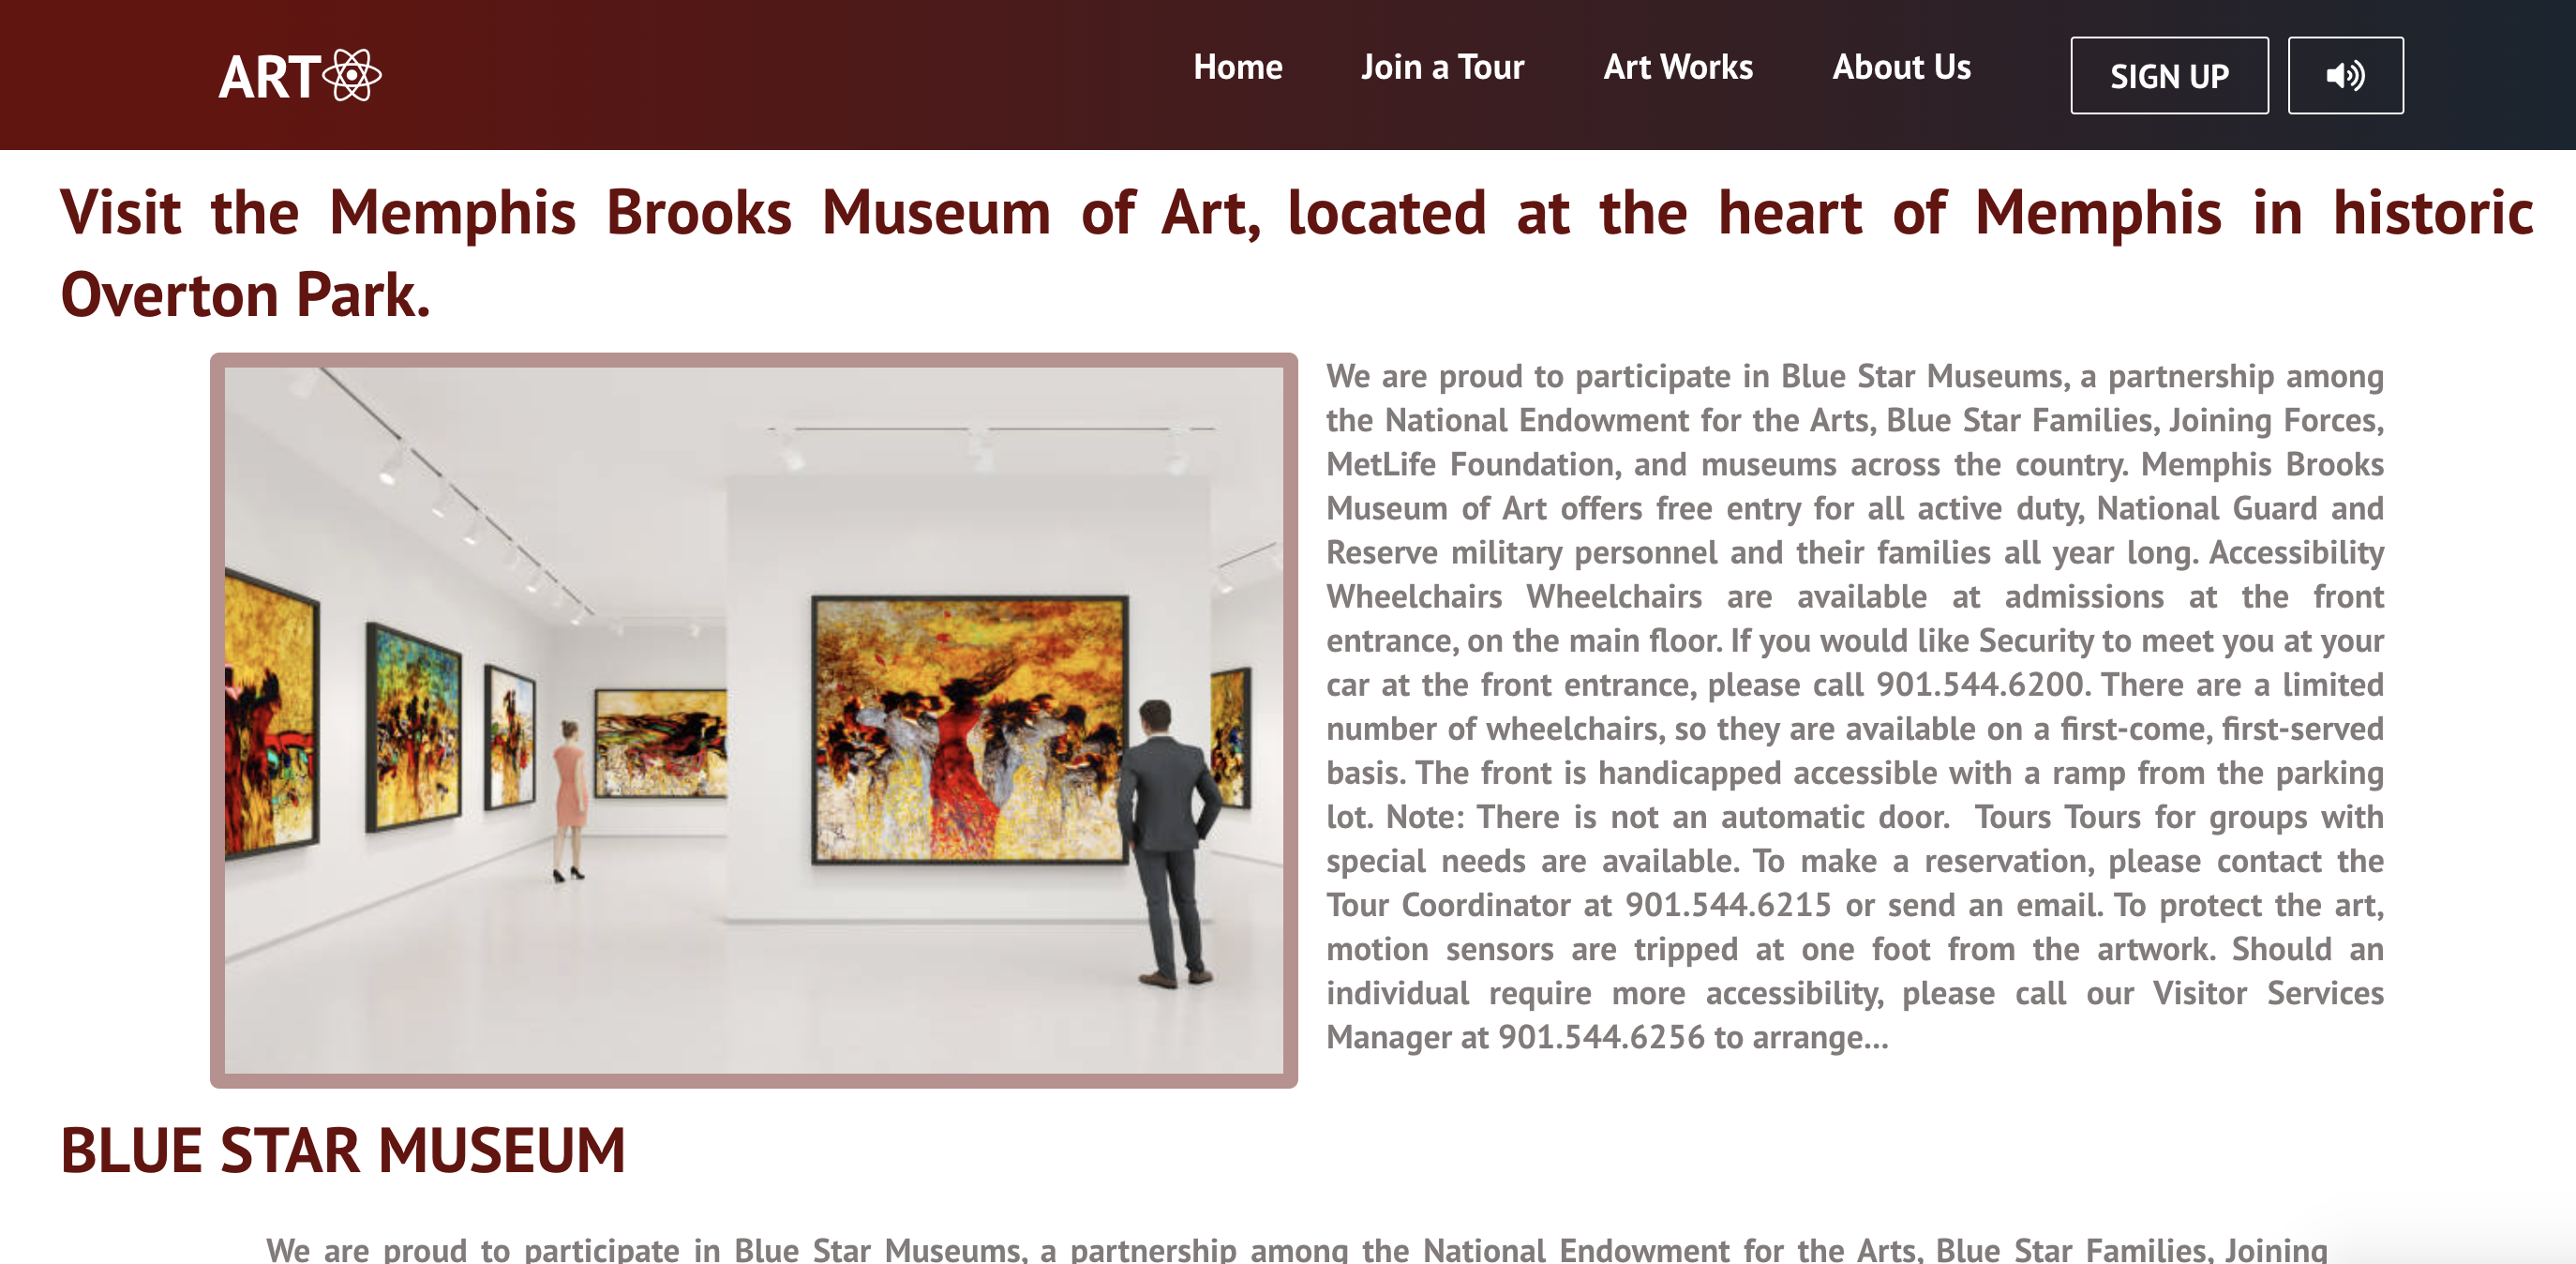 ART
Home
Join a Tour
Art Works
About Us
SIGN UP
Visit the Memphis Brooks Museum of Art, located at the heart of Memphis in historic
Overton Park.
We are proud to participate in Blue Star Museums, a partnership among
the National Endowment for the Arts, Blue Star Families, Joining Forces,
MetLife Foundation, and museums across the country. Memphis Brooks
Museum of Art offers free entry for all active duty, National Guard and
Reserve military personnel and their families all year long. Accessibility
Wheelchairs Wheelchairs are available at admissions at the front
entrance, on the main floor. If you would like Security to meet you at your
car at the front entrance, please call 901.544.6200. There are a limited
number of wheelchairs, so they are available on a first-come, first-served
basis. The front is handicapped accessible with a ramp from the parking
lot. Note: There is not an automatic door. Tours Tours for groups with
special needs are available. To make a reservation, please contact the
Tour Coordinator at 901.544.6215 or send an email. To protect the art,
motion sensors are tripped at one foot from the artwork. Should an
individual require more accessibility, please call our Visitor Services
Manager at 901.544.6256 to arrange...
BLUE STAR MUSEUM
We are proud to participate in Blue Star Museums, a partnership among the National Endowment for the Arts, Blue Star Families, Joining